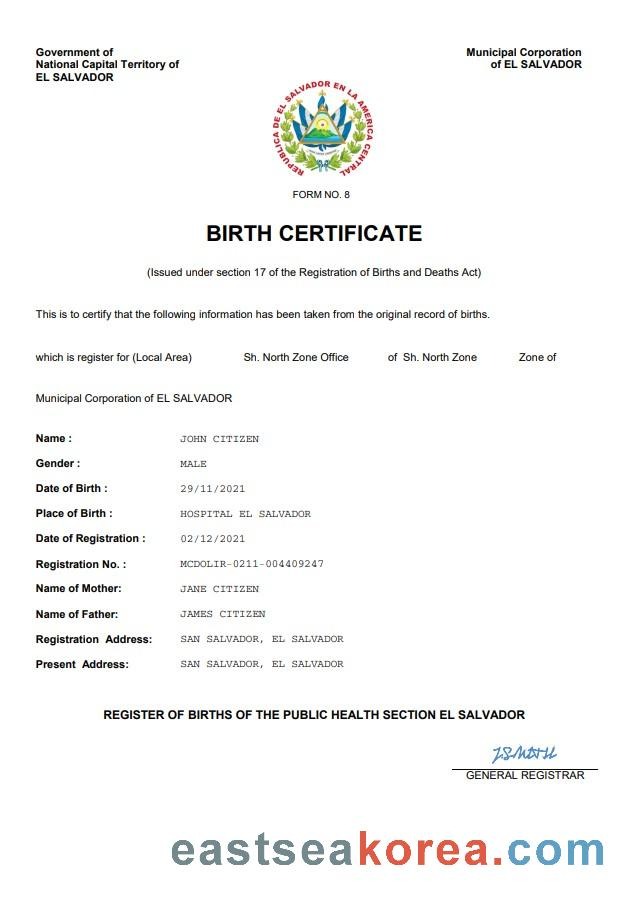 Government of
National Capital Territory of
EL SALVADOR
Municipal Corporation
of EL SALVADOR
REPUBLICA DE EL SALVADOR EN LA AMERICA CENTRAL
FORM NO. 8
BIRTH CERTIFICATE
(Issued under section 17 of the Registration of Births and Deaths Act)
This is to certify that the following information has been taken from the original record of births.
which is register for (Local Area) Sh. North Zone Office of Sh. North Zone Zone of
Municipal Corporation of EL SALVADOR
Name : JOHN CITIZEN
Gender : MALE
Date of Birth : 29/11/2021
Place of Birth : HOSPITAL EL SALVADOR
Date of Registration : 02/12/2021
Registration No. : MCDOLIR-0211-004409247
Name of Mother: JANE CITIZEN
Name of Father: JAMES CITIZEN
Registration Address: SAN SALVADOR, EL SALVADOR
Present Address: SAN SALVADOR, EL SALVADOR
REGISTER OF BIRTHS OF THE PUBLIC HEALTH SECTION EL SALVADOR
GENERAL REGISTRAR
eastseakorea.com